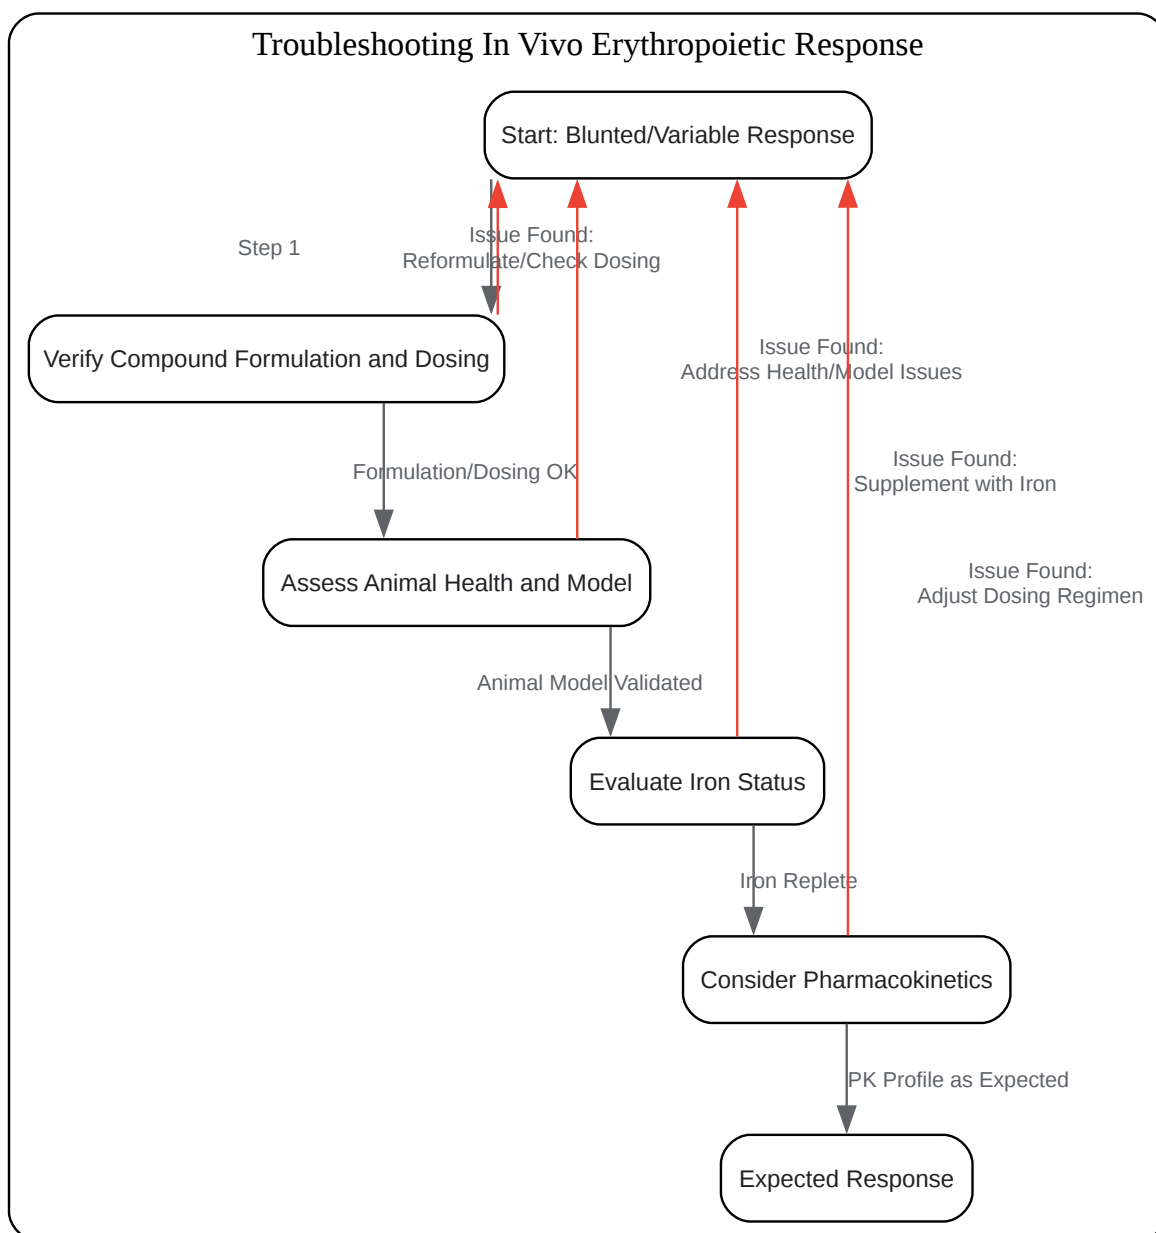 Troubleshooting In Vivo Erythropoietic Response
Start: Blunted/Variable Response
Step 1
Issue Found:
Reformulate/Check Dosing
Verify Compound Formulation and Dosing
Issue Found:
Address Health/Model Issues
Formulation/Dosing OK
Issue Found:
Supplement with Iron
Assess Animal Health and Model
Issue Found:
Adjust Dosing Regimen
Animal Model Validated
Evaluate Iron Status
Iron Replete
Consider Pharmacokinetics
PK Profile as Expected
Expected Response